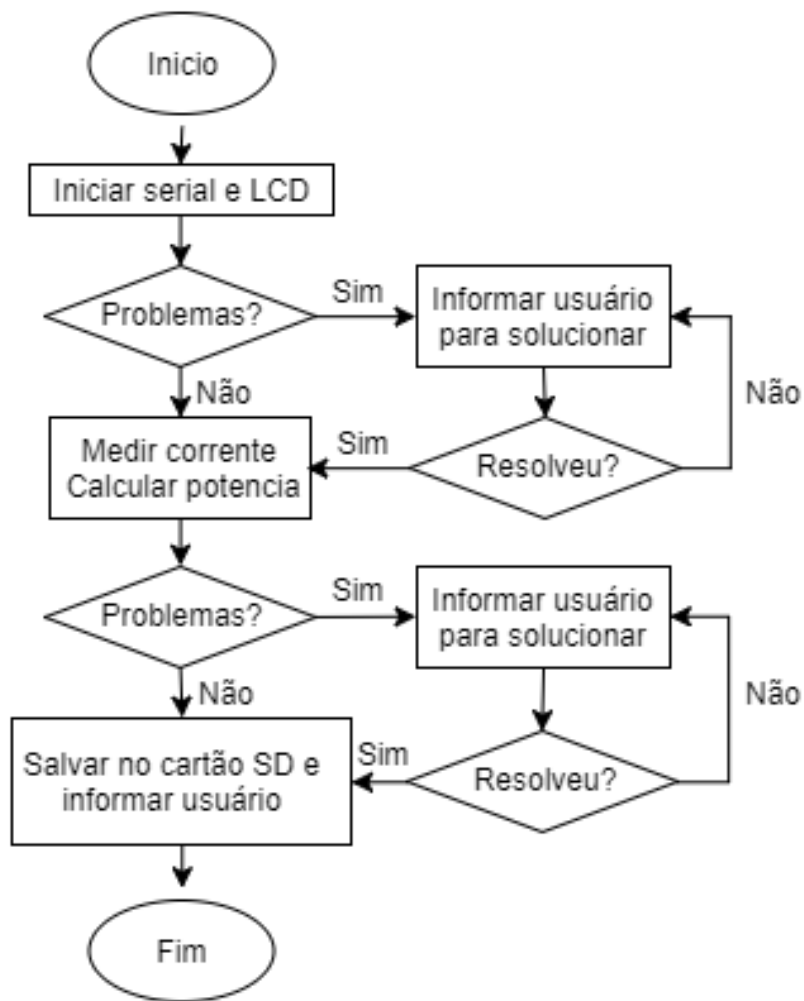 Inicio
Iniciar serial e LCD
Problemas?
Sim
Informar usuário
para solucionar
Não
Não
Medir corrente
Calcular potencia
Sim
Resolveu?
Problemas?
Sim
Informar usuário
para solucionar
Não
Não
Salvar no cartão SD e
informar usuário
Sim
Resolveu?
Fim